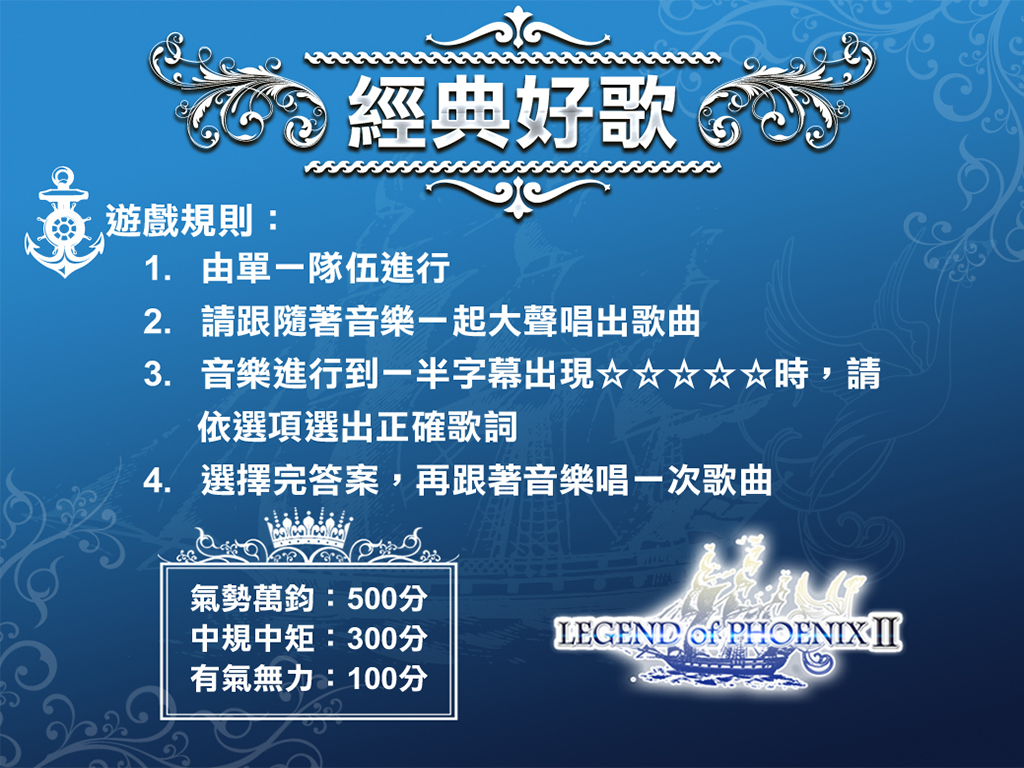 經典好歌
遊戲規則：
1. 由單一隊伍進行
2. 請跟隨著音樂一起大聲唱出歌曲
3. 音樂進行到一半字幕出現☆☆☆☆☆時，請
依選項選出正確歌詞
4. 選擇完答案，再跟著音樂唱一次歌曲
氣勢萬鈞：500分
中規中矩：300分
有氣無力：100分
LEGEND of PHOENIX II